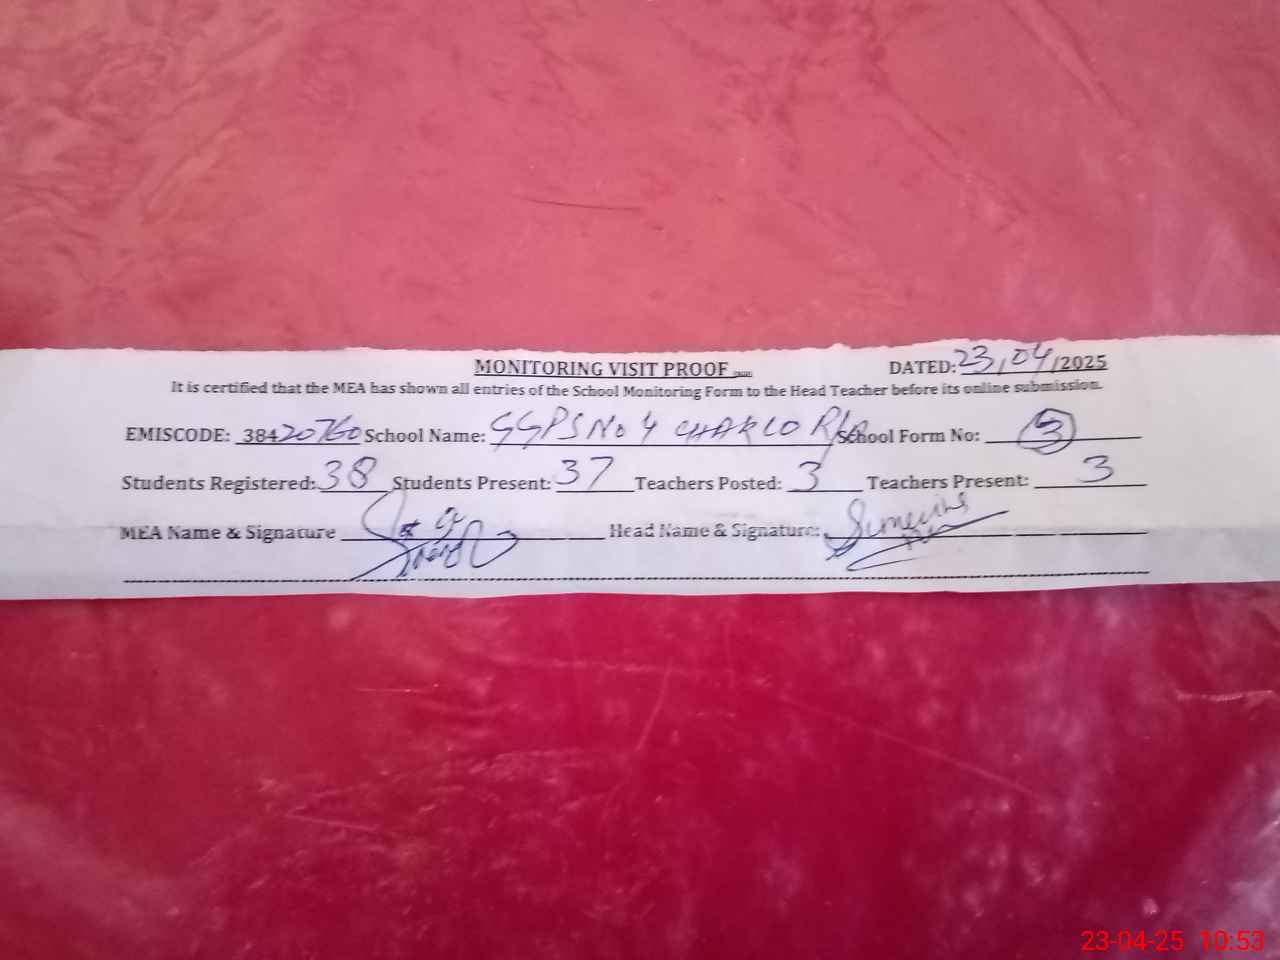 MONITORING VISIT PROOF DATED: 23/04/2025
It is certified that the MEA has shown all entries of the School Monitoring Form to the Head Teacher before its online submission.
EMISCODE: 38420760 School Name: GGPS No 4 School Form No: 3
Students Registered: 38 Students Present: 37 Teachers Posted: 3 Teachers Present: 3
MEA Name & Signature Head Name & Signature:
23-04-25 10:53